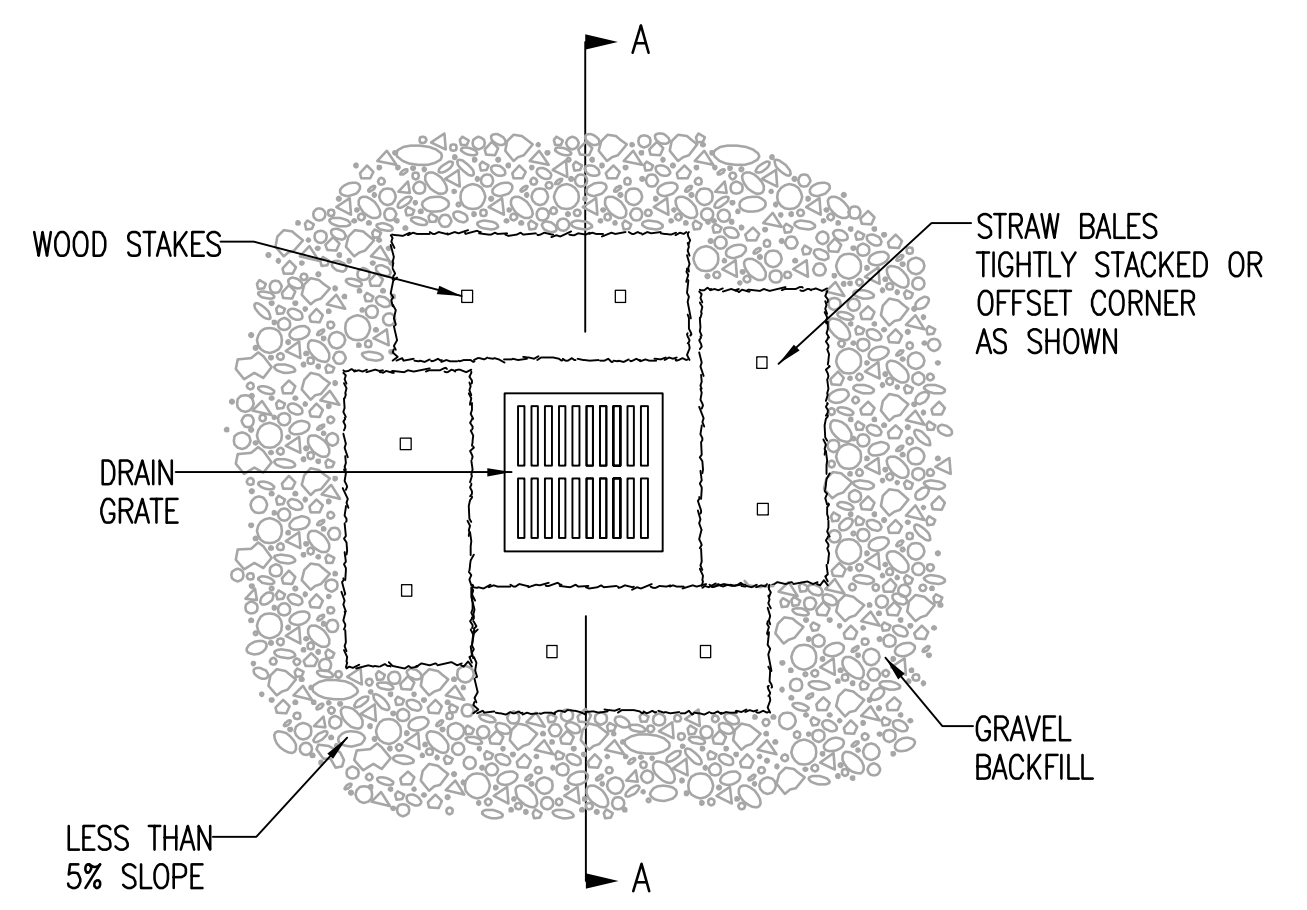 A
WOOD STAKES
STRAW BALES
TIGHTLY STACKED OR
OFFSET CORNER
AS SHOWN
DRAIN
GRATE
GRAVEL
BACKFILL
LESS THAN
5% SLOPE
A